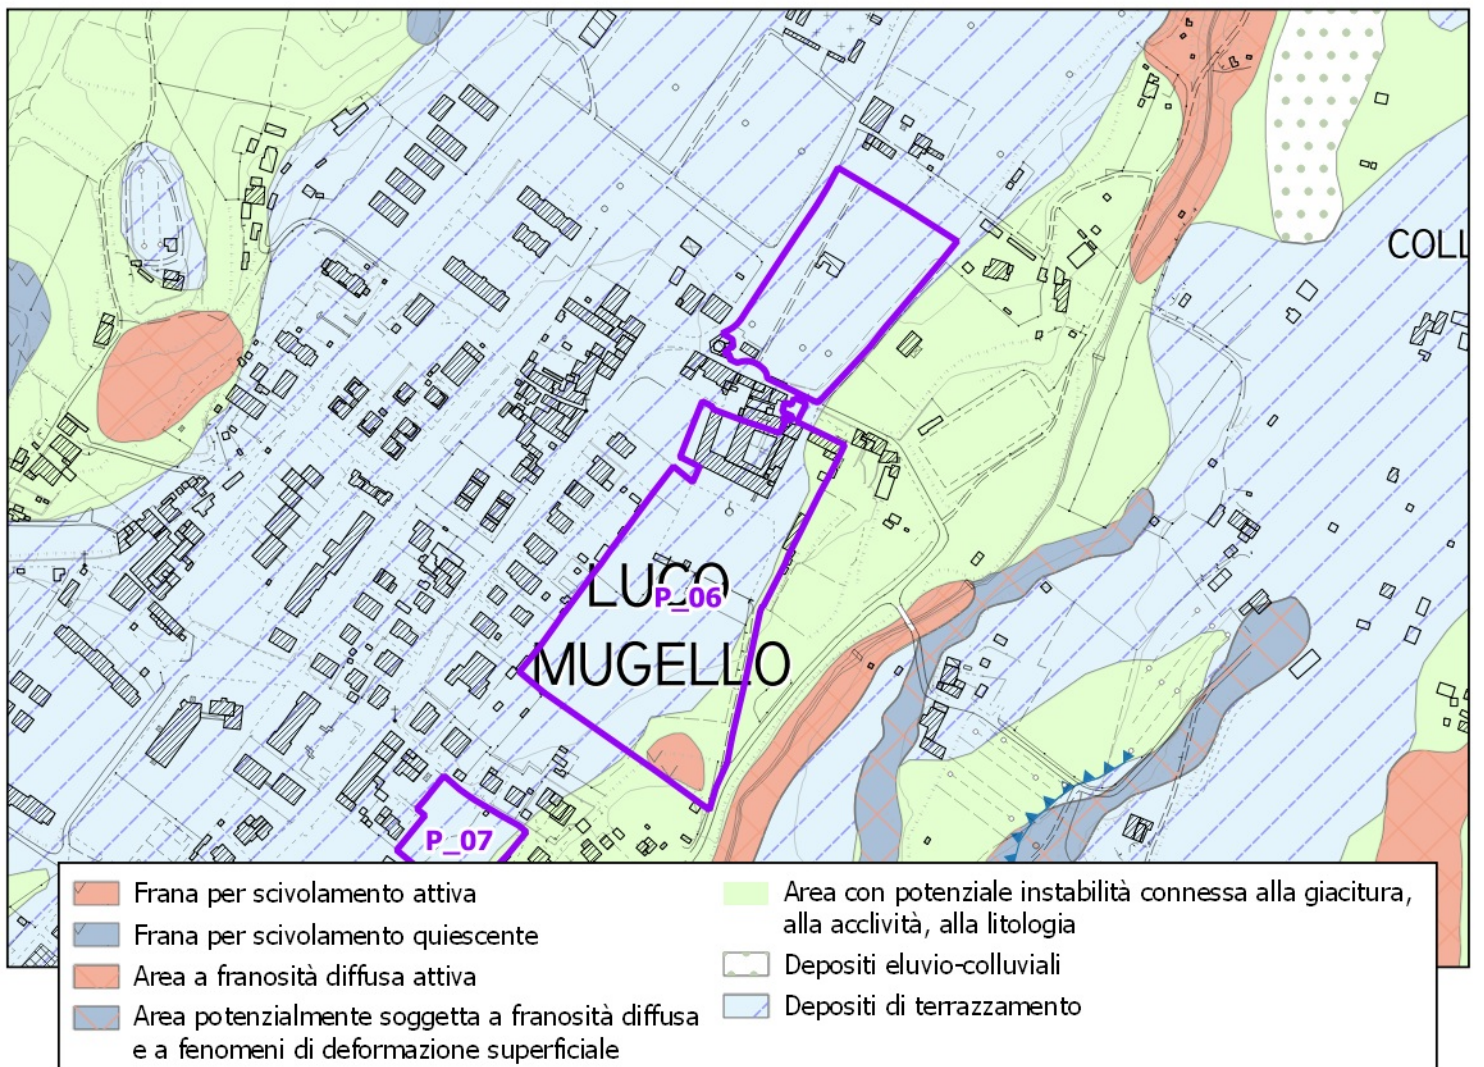 COLL
LUCO
P_06
MUGELLO
P_07
Frana per scivolamento attiva
Frana per scivolamento quiescente
Area a franosità diffusa attiva
Area potenzialmente soggetta a franosità diffusa
e a fenomeni di deformazione superficiale
Area con potenziale instabilità connessa alla giacitura,
alla acclività, alla litologia
Depositi eluvio-colluviali
Depositi di terrazzamento